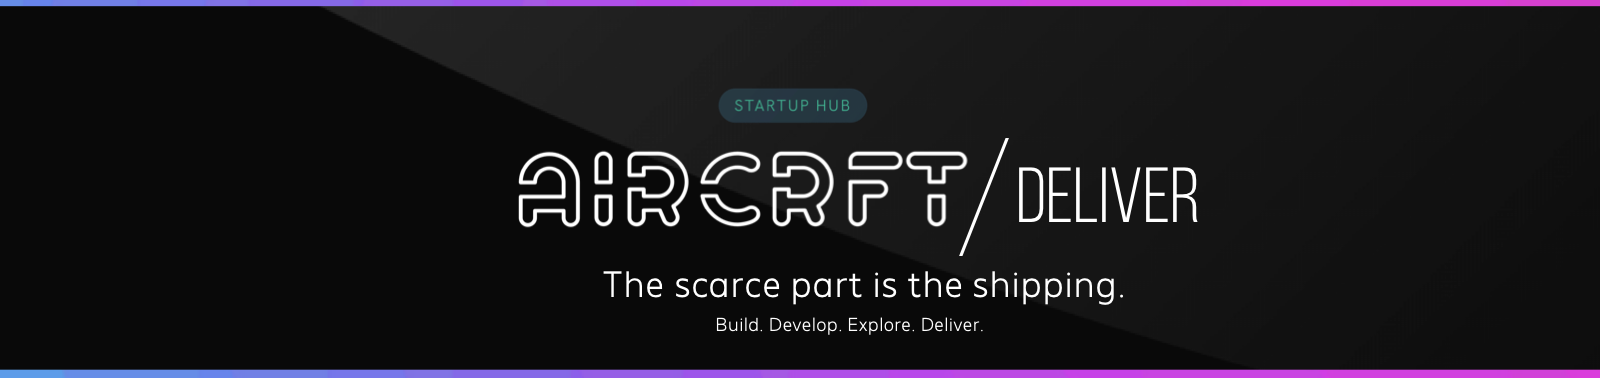 STARTUP HUB
AIRCRFT/DELIVER
The scarce part is the shipping.
Build. Develop. Explore. Deliver.